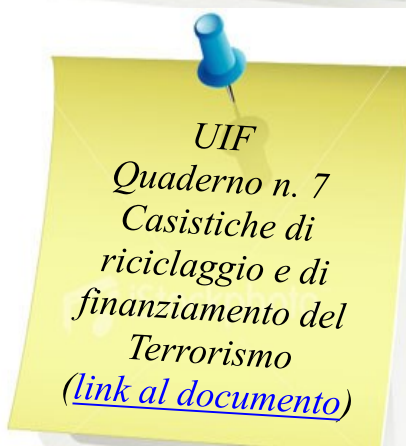 UIF
Quaderno n. 7
Casistiche di
riciclaggio e di
finanziamento del
Terrorismo
(link al documento)